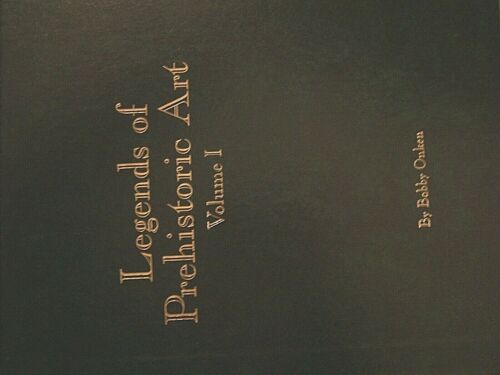 Legends of
Prehistoric Art
Volume I
By Bobby Onken